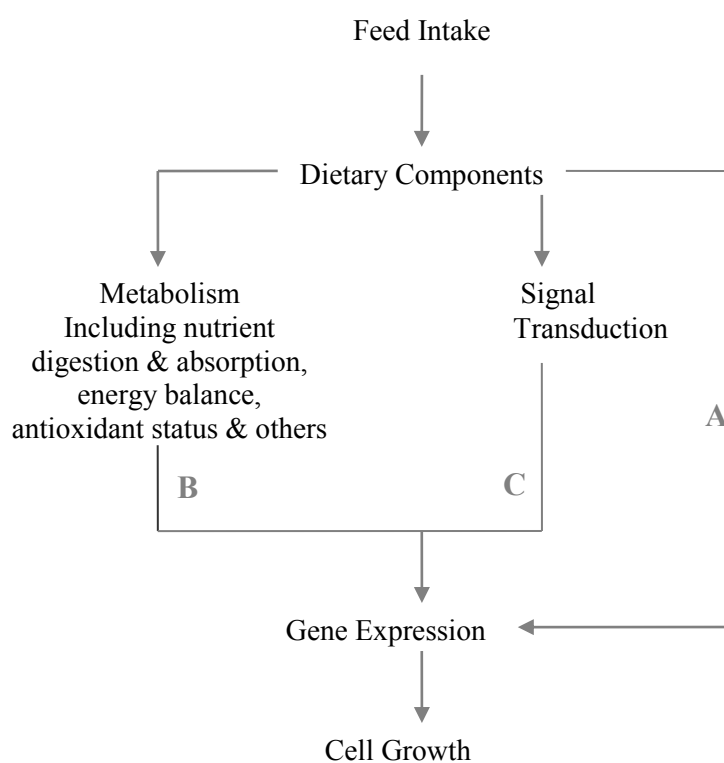 Feed Intake
Dietary Components
Metabolism
Including nutrient
digestion & absorption,
energy balance,
antioxidant status & others
Signal
Transduction
A
B
C
Gene Expression
Cell Growth